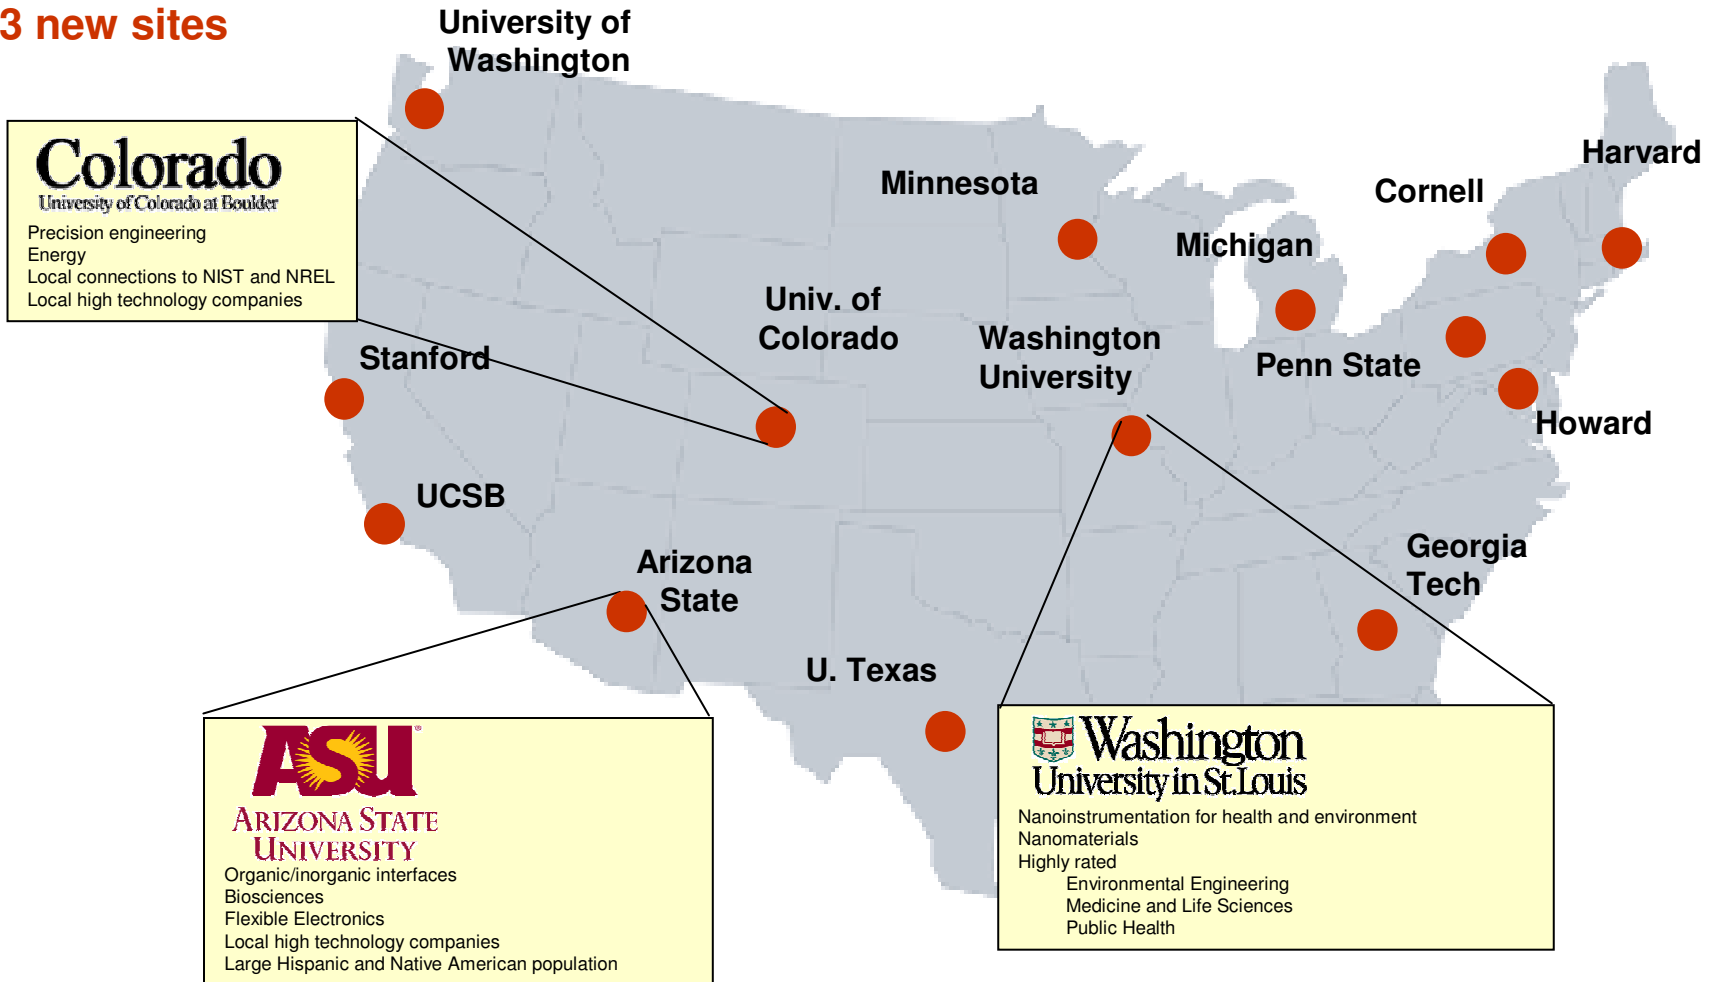 3 new sites
University of
Washington
Colorado
University of Colorado at Boulder
Precision engineering
Energy
Local connections to NIST and NREL
Local high technology companies
Minnesota
Harvard
Cornell
Michigan
Univ. of
Colorado
Washington
University
Stanford
Penn State
Howard
UCSB
Arizona
State
Georgia
Tech
U. Texas
ASU®
ARIZONA STATE
UNIVERSITY
Organic/inorganic interfaces
Biosciences
Flexible Electronics
Local high technology companies
Large Hispanic and Native American population
Washington
University in St. Louis
Nanoinstrumentation for health and environment
Nanomaterials
Highly rated
Environmental Engineering
Medicine and Life Sciences
Public Health